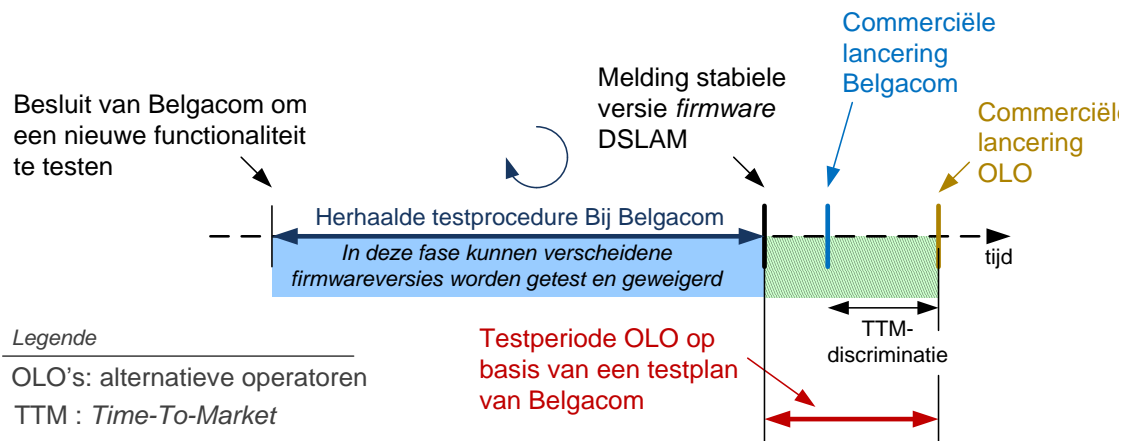 Commerciële
lancering
Belgacom
Melding stabiele
versie firmware
DSLAM
Besluit van Belgacom om
een nieuwe functionaliteit
te testen
Commerciël
lancering
OLO
Herhaalde testprocedure Bij Belgacom
In deze fase kunnen verscheidene
firmwareversies worden getest en geweigerd
tijd
TTM-
discriminatie
Testperiode OLO op
basis van een testplan
van Belgacom
Legende
OLO's: alternatieve operatoren
TTM : Time-To-Market